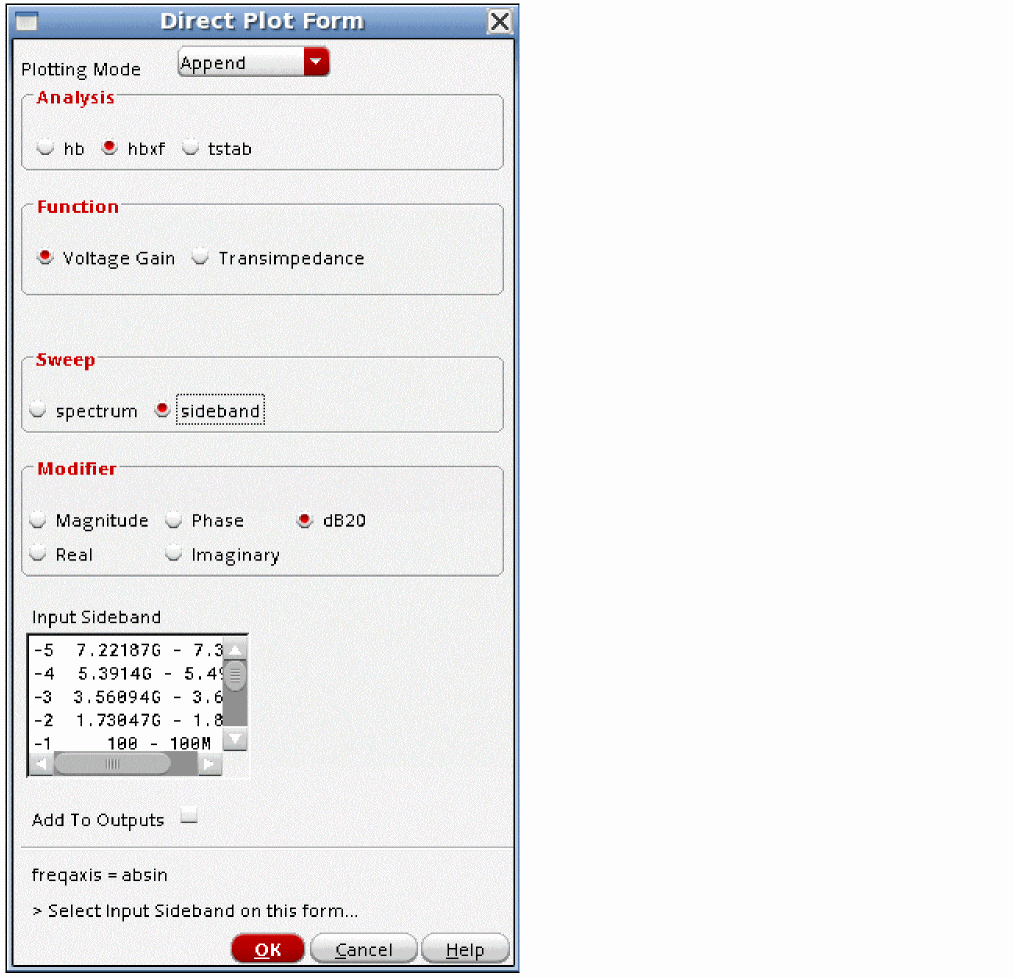 Direct Plot Form
Plotting Mode Append
Analysis
hb hbxf tstab
Function
Voltage Gain Transimpedance
Sweep
spectrum sideband
Modifier
Magnitude Phase dB20
Real Imaginary
Input Sideband
-5 7.22187G - 7.3
-4 5.3914G - 5.49
-3 3.56094G - 3.6
-2 1.73047G - 1.8
-1 100 - 100M
Add To Outputs
freqaxis = absin
> Select Input Sideband on this form...
OK Cancel Help